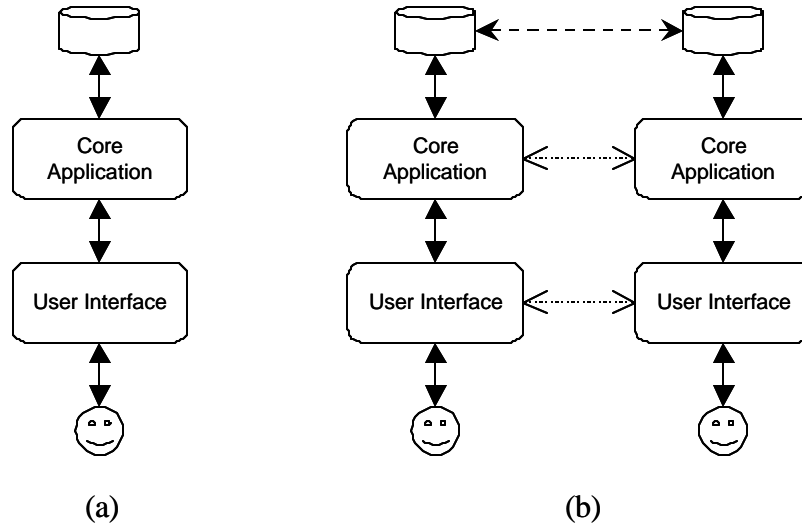 Core
Application
Core
Application
Core
Application
User Interface
User Interface
User Interface
(a)
(b)